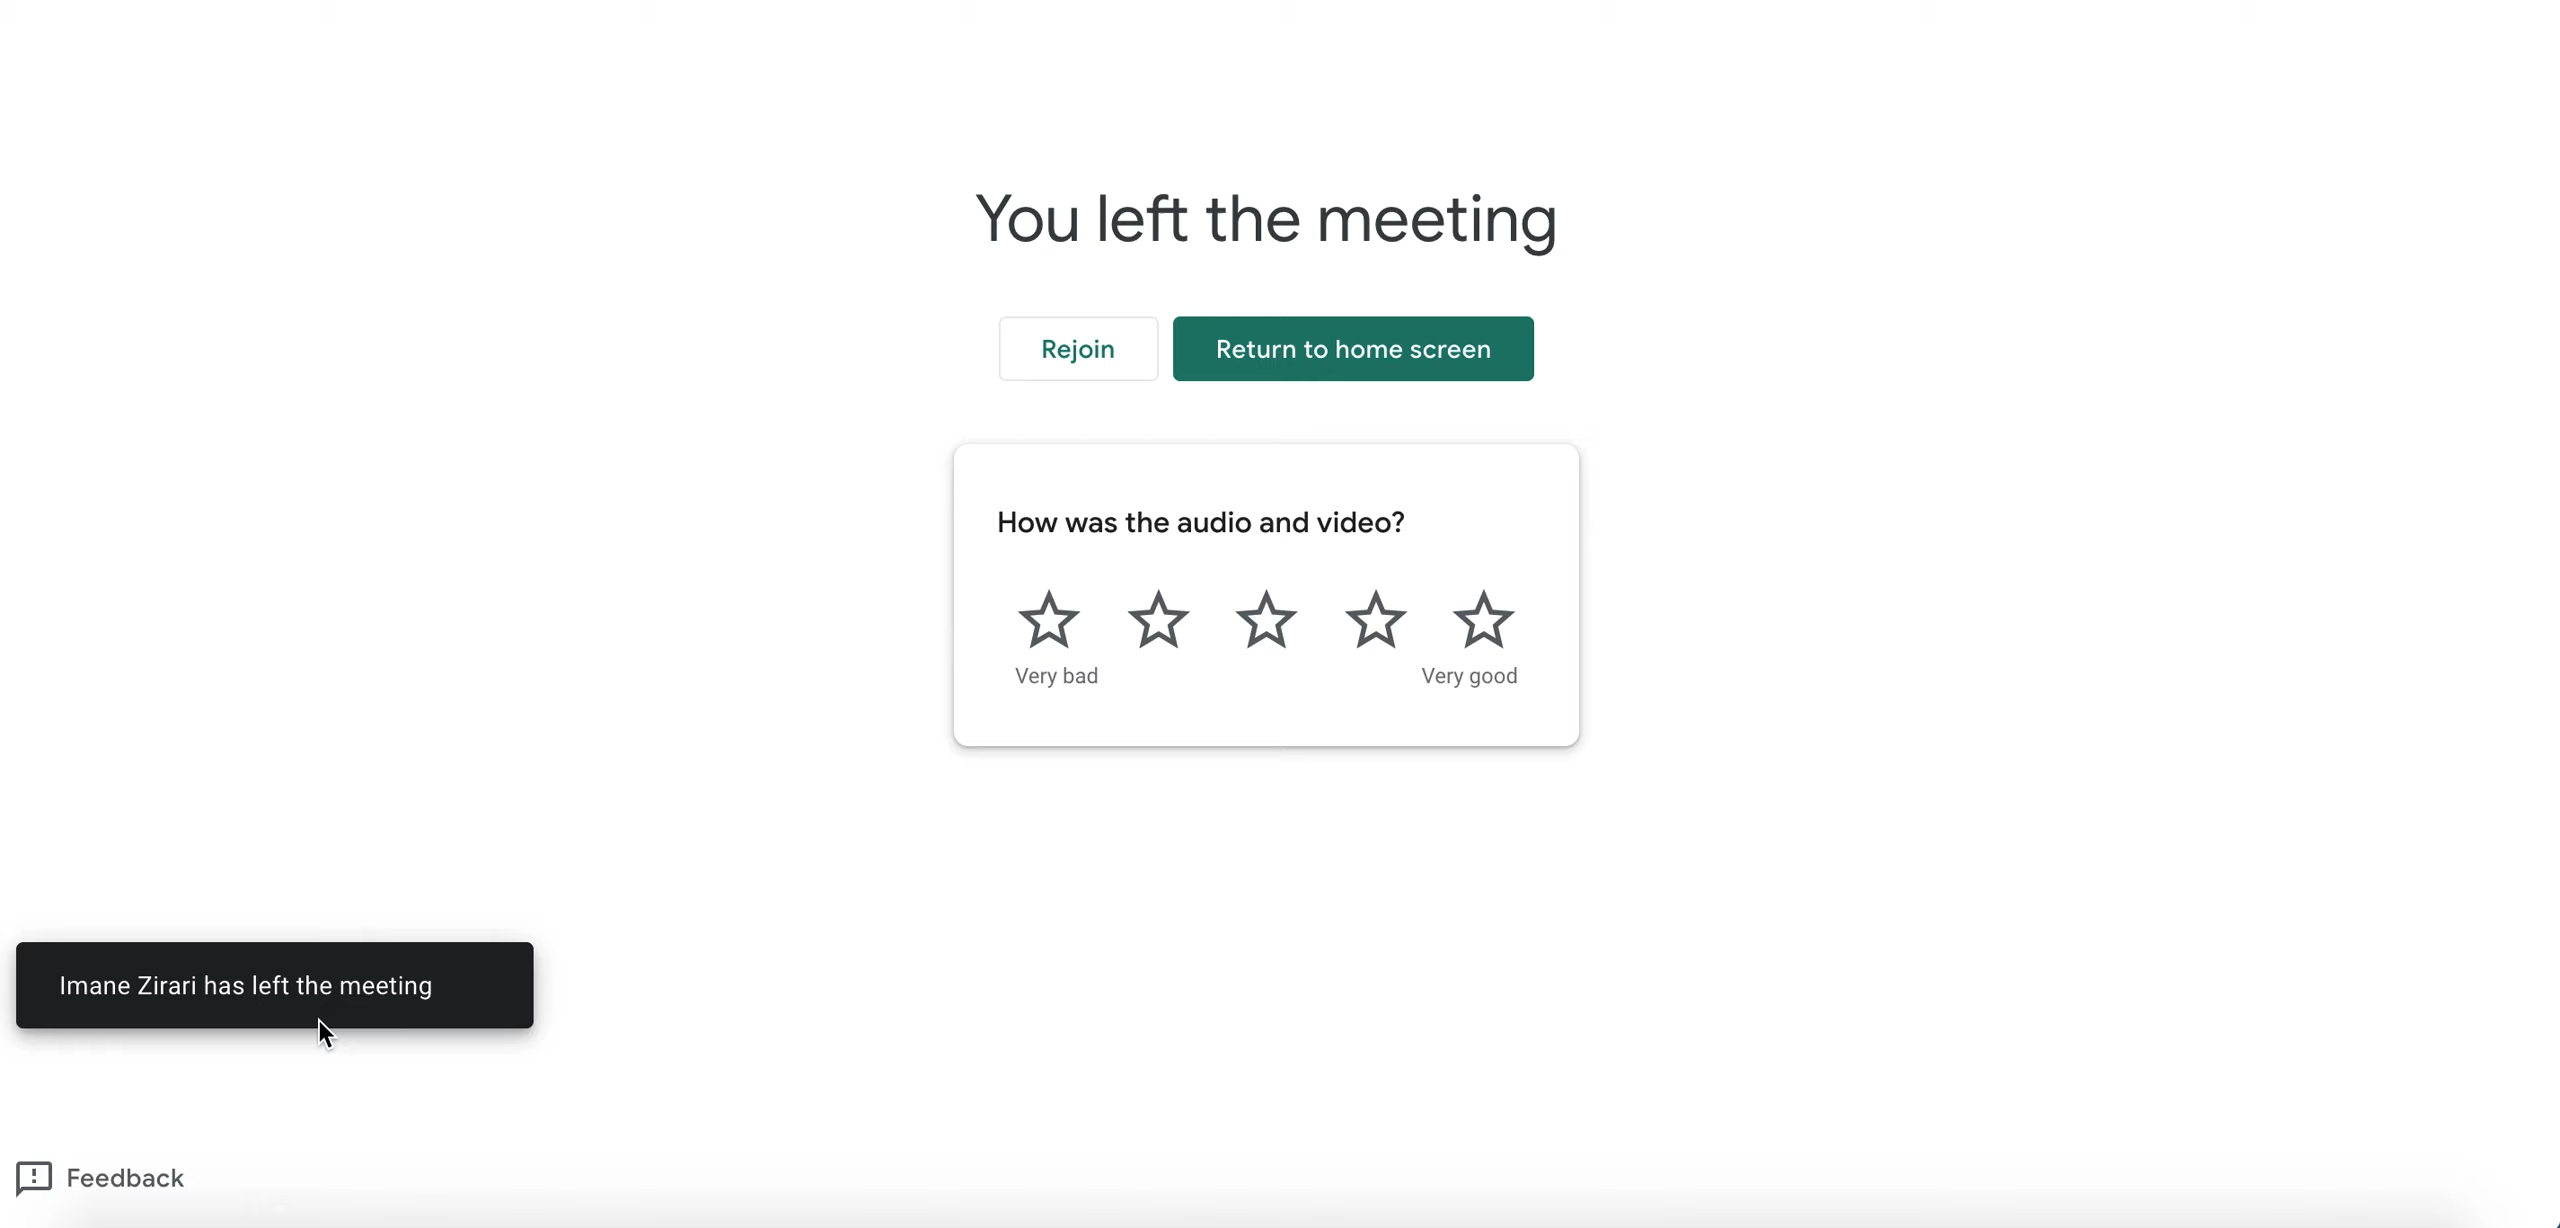 You left the meeting
Rejoin
Return to home screen
How was the audio and video?
Very bad
Very good
Imane Zirari has left the meeting
Feedback